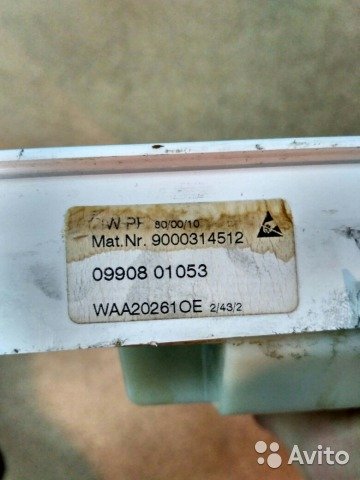 80/00/10
Mat.Nr. 9000314512
09908 01053
WAA20261OE 2/43/2
Avito